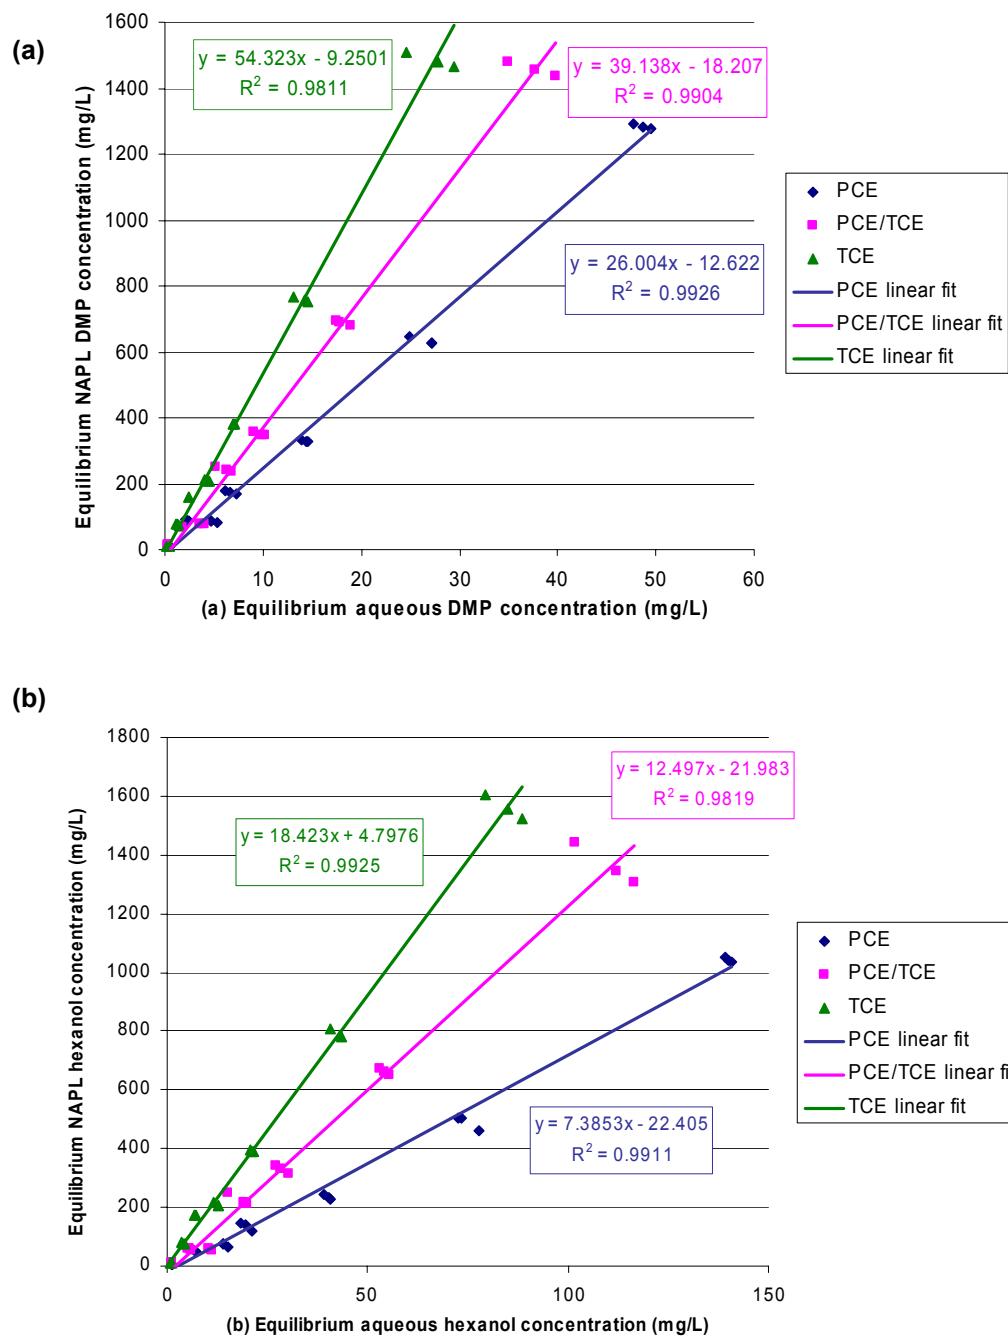 (a)
1600
1400
1200
1000
800
600
400
200
0
Equilibrium NAPL DMP concentration (mg/L)
y = 54.323x - 9.2501
R² = 0.9811
y = 39.138x - 18.207
R² = 0.9904
y = 26.004x - 12.622
R² = 0.9926
0 10 20 30 40 50 60
(a) Equilibrium aqueous DMP concentration (mg/L)
PCE
PCE/TCE
TCE
PCE linear fit
PCE/TCE linear fit
TCE linear fit
(b)
1800
1600
1400
1200
1000
800
600
400
200
0
Equilibrium NAPL hexanol concentration (mg/L)
y = 12.497x - 21.983
R² = 0.9819
y = 18.423x + 4.7976
R² = 0.9925
y = 7.3853x - 22.405
R² = 0.9911
0 50 100 150
(b) Equilibrium aqueous hexanol concentration (mg/L)
PCE
PCE/TCE
TCE
PCE linear fit
PCE/TCE linear fi
TCE linear fit